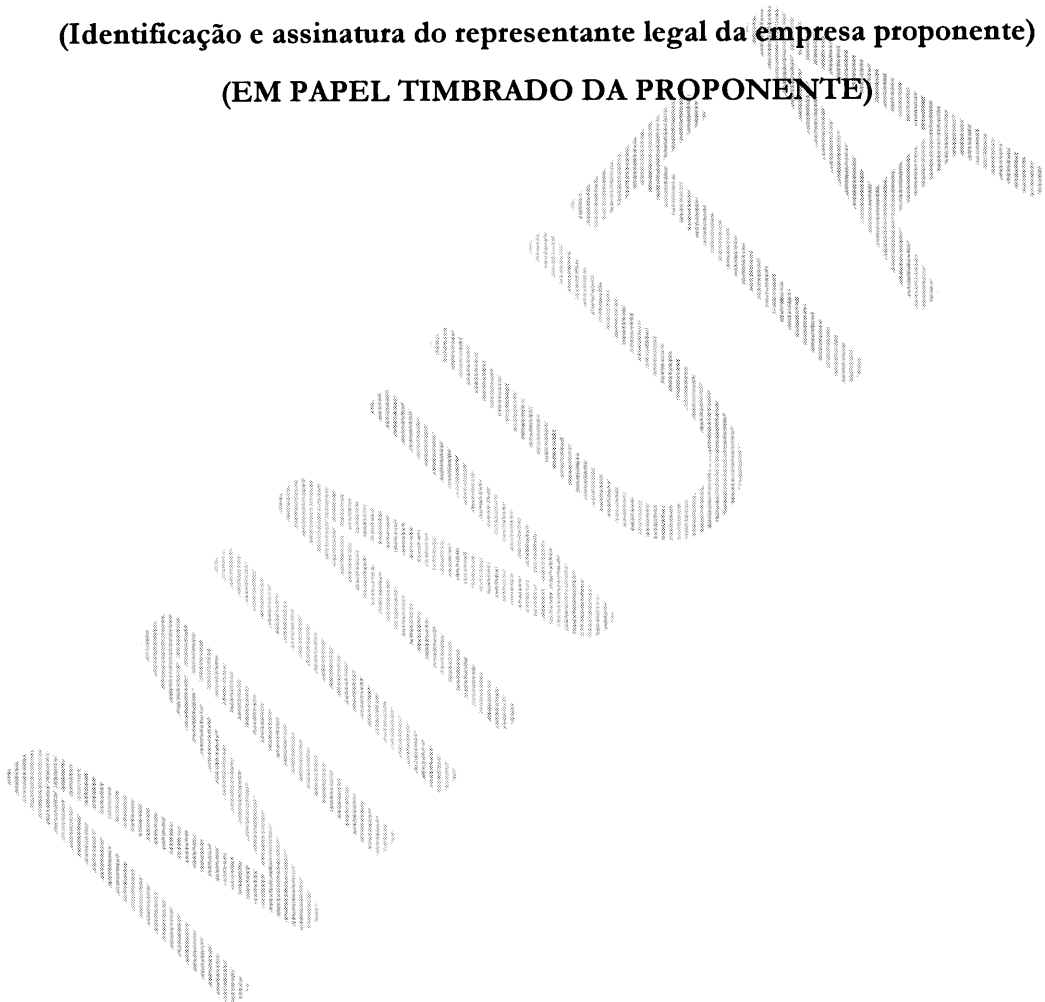 (Identificação e assinatura do representante legal da empresa proponente)
(EM PAPEL TIMBRADO DA PROPONENTE)
MINUTA